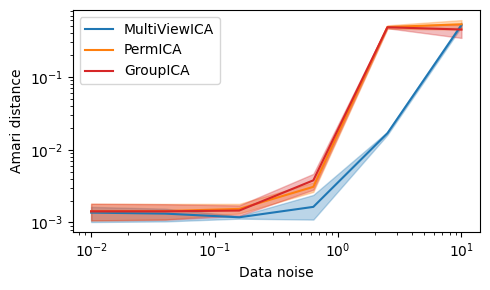 MultiViewICA
PermICA
GroupICA
Amari distance
10⁻¹
10⁻²
10⁻³
10⁻² 10⁻¹ 10⁰ 10¹
Data noise